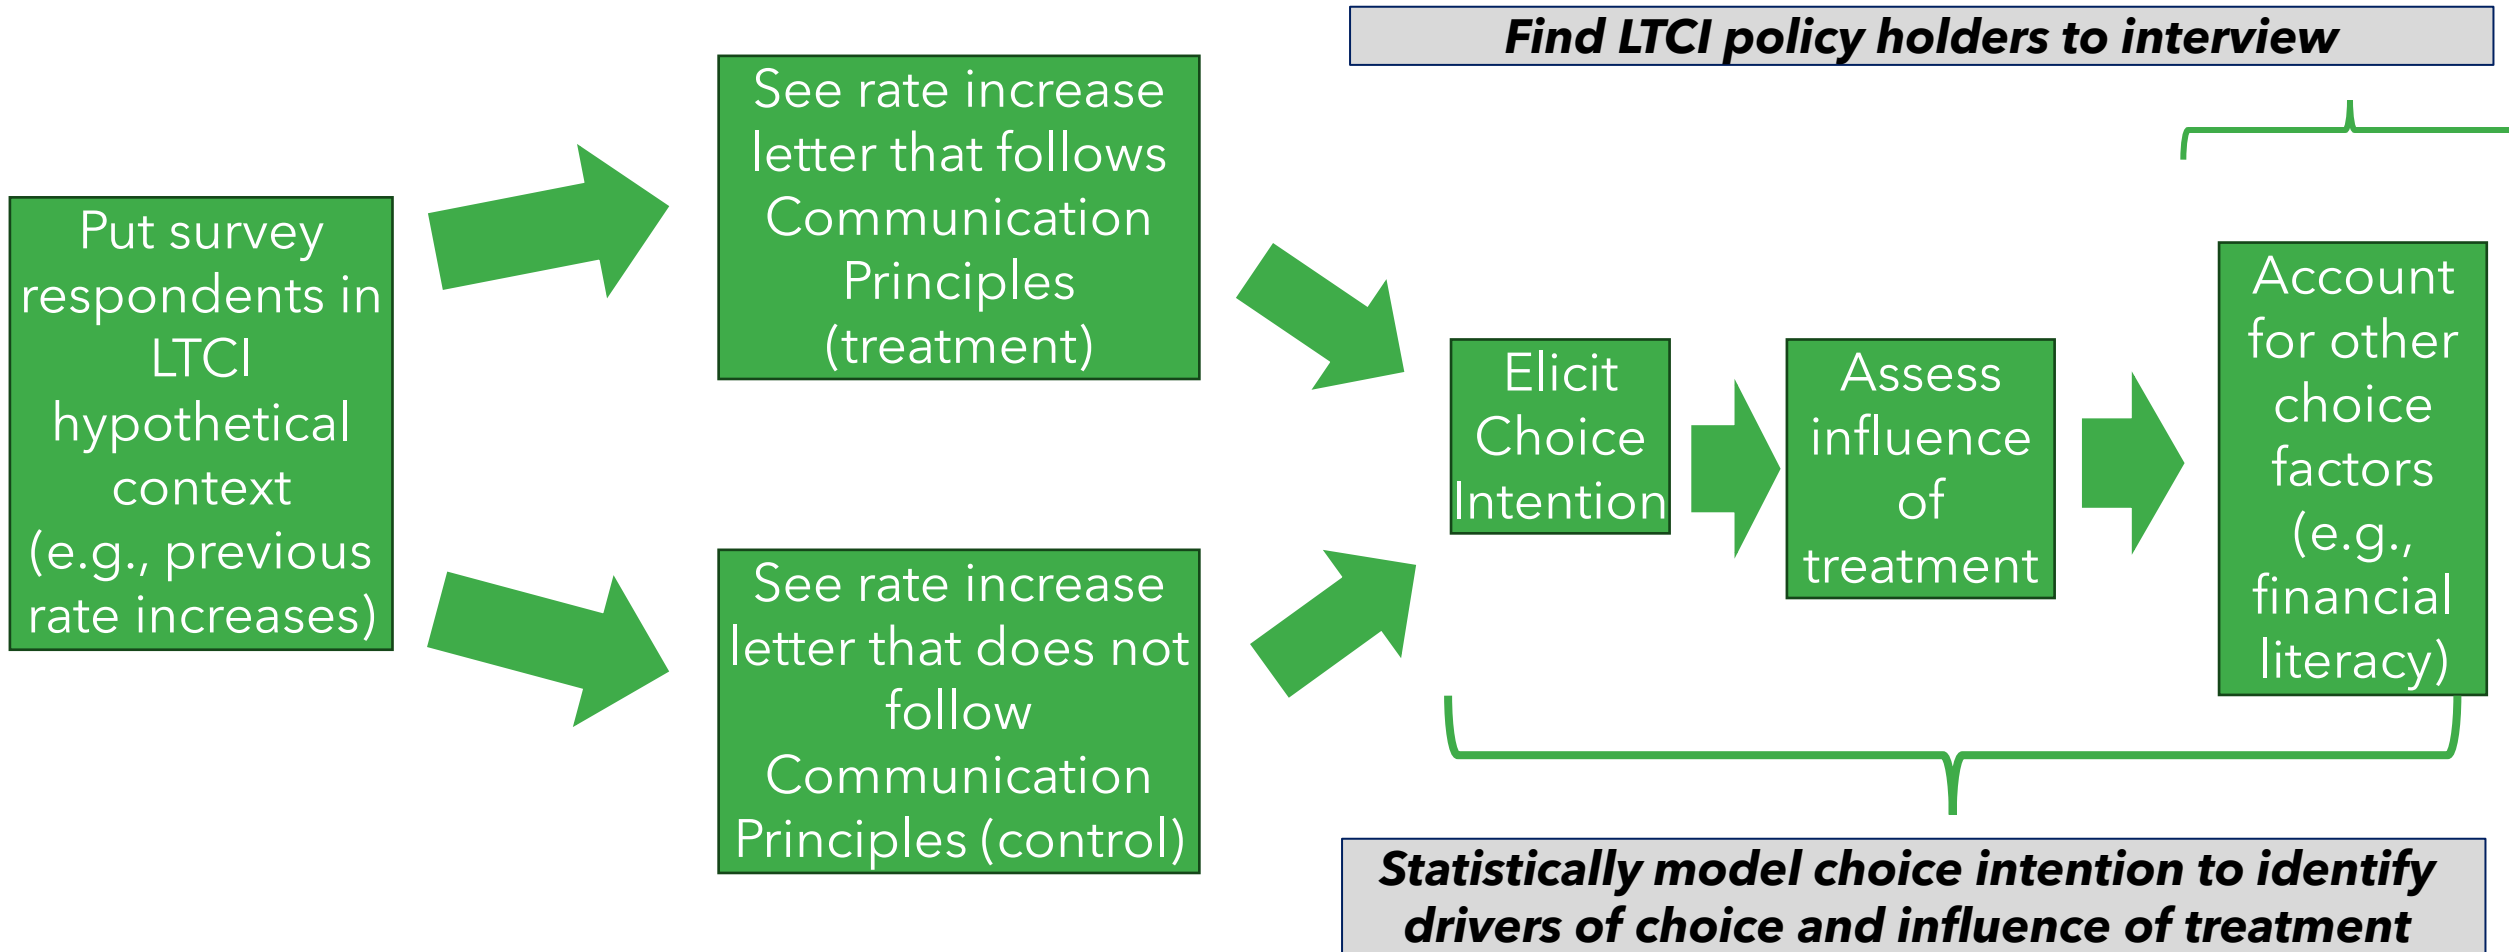 Find LTCI policy holders to interview
Put survey
respondents in
LTCI
hypothetical
context
(e.g., previous
rate increases)
See rate increase
letter that follows
Communication
Principles
(treatment)
See rate increase
letter that does not
follow
Communication
Principles (control)
Elicit
Choice
Intention
Assess
influence
of
treatment
Account
for other
choice
factors
(e.g.,
financial
literacy)
Statistically model choice intention to identify
drivers of choice and influence of treatment